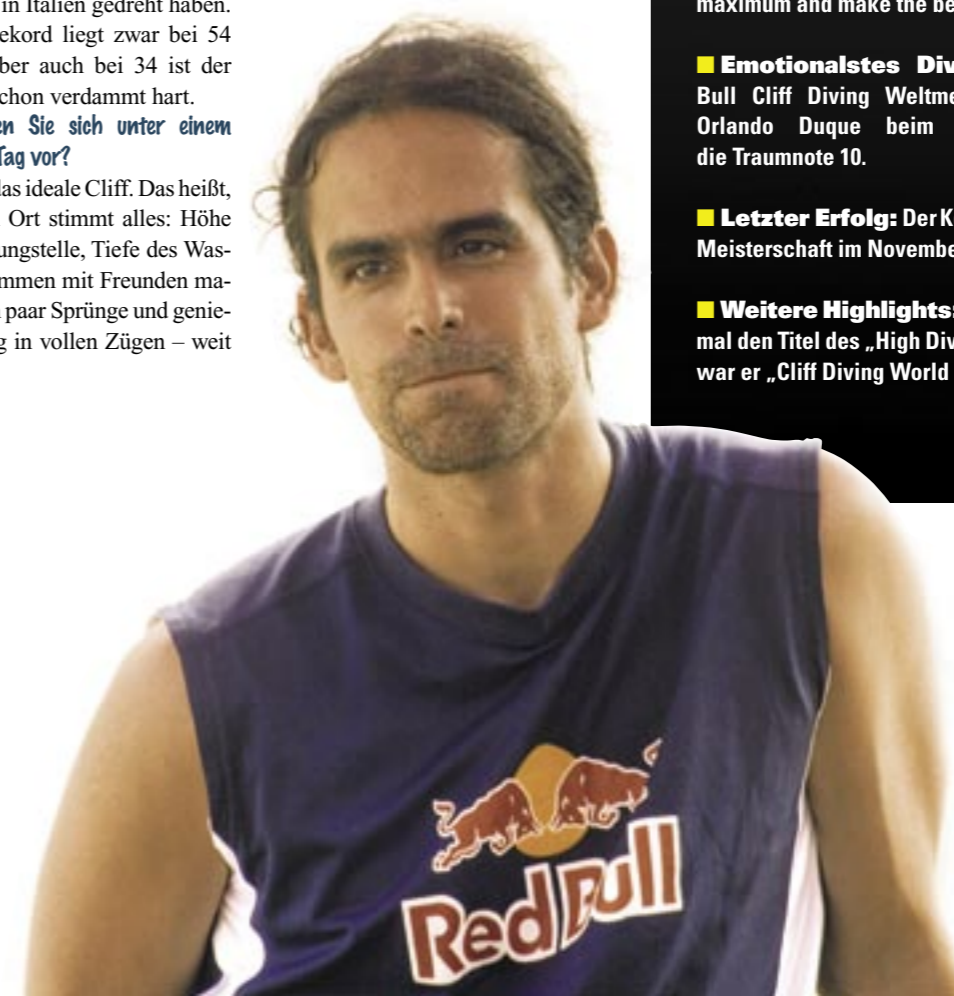 in Italien gedreht haben.
ekord liegt zwar bei 54
ber auch bei 34 ist der
chon verdammt hart.
en Sie sich unter einem
Tag vor?
as ideale Cliff. Das heißt,
Ort stimmt alles: Höhe
ungstelle, Tiefe des Was-
mmen mit Freunden ma-
paar Sprünge und genie-
g in vollen Zügen – weit
maximum and make the be
Emotionalstes Div
Bull Cliff Diving Weltme
Orlando Duque beim
die Traumnote 10.
Letzter Erfolg: Der K
Meisterschaft im Novembe
Weitere Highlights:
mal den Titel des „High Div
war er „Cliff Diving World
Red Bull